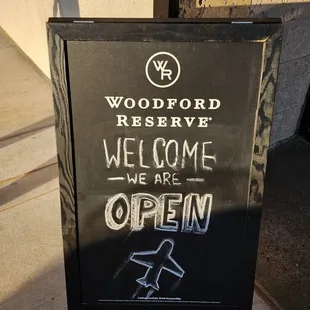 WR
WOODFORD
RESERVE®
WELCOME
— WE ARE —
OPEN